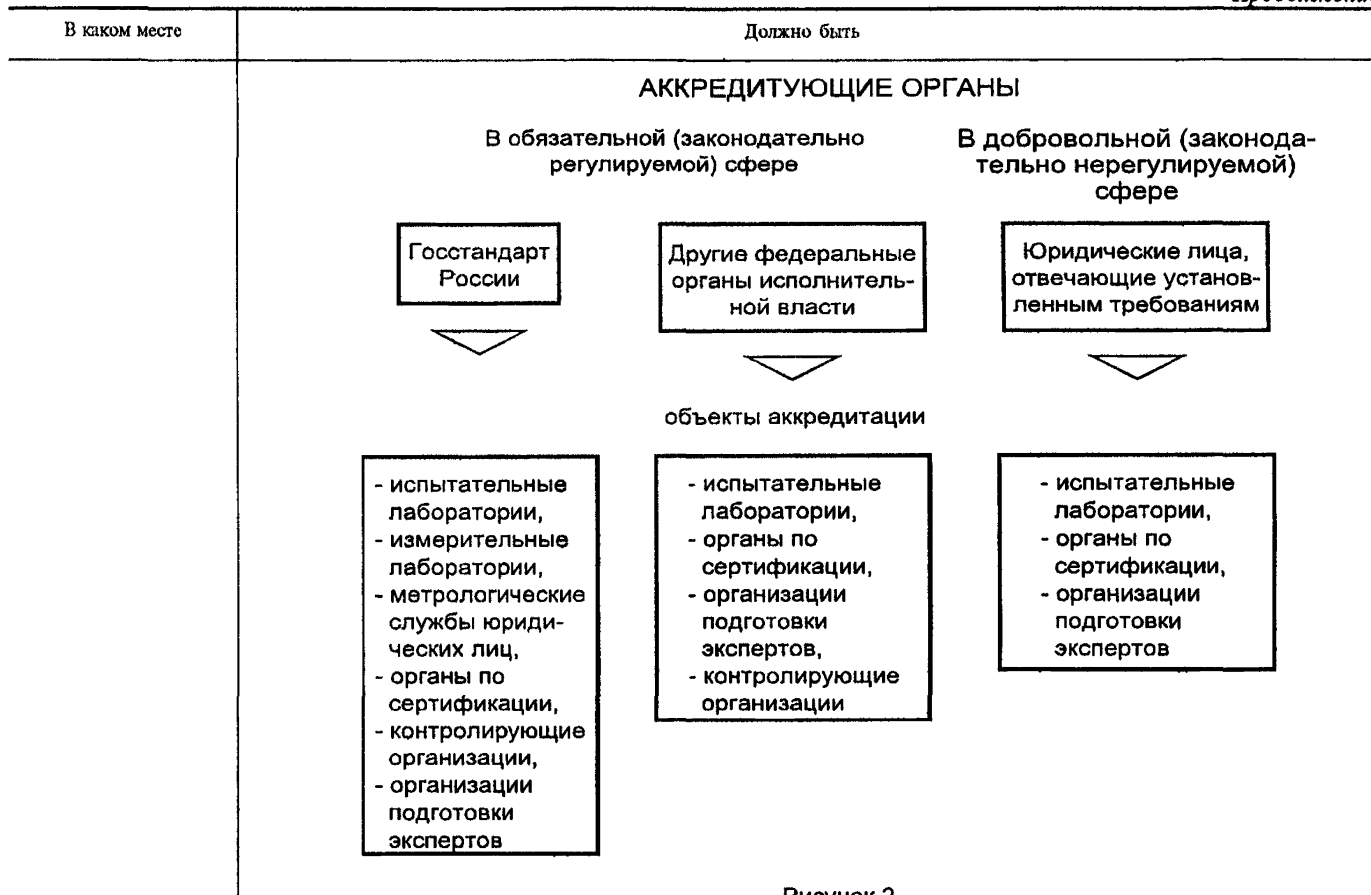 В каком месте
Должно быть
АККРЕДИТУЮЩИЕ ОРГАНЫ
В обязательной (законодательно
регулируемой) сфере
В добровольной (законода-
тельно нерегулируемой)
сфере
Госстандарт
России
Другие федеральные
органы исполнитель-
ной власти
Юридические лица,
отвечающие установ-
ленным требованиям
объекты аккредитации
- испытательные
лаборатории,
- измерительные
лаборатории,
- метрологические
службы юриди-
ческих лиц,
- органы по
сертификации,
- контролирующие
организации,
- организации
подготовки
экспертов
- испытательные
лаборатории,
- органы по
сертификации,
- организации
подготовки
экспертов,
- контролирующие
организации
- испытательные
лаборатории,
- органы по
сертификации,
- организации
подготовки
экспертов